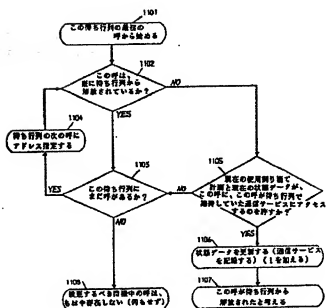 1101
この待ち行列の最初の
呼から始める
1102
この呼は、
既に待ち行列から
解放されているか?
NO
YES
1104
待ち行列の次の呼に
アドレス指定する
1103
この待ち行列に
まだ呼があるか?
YES
NO
NO
1105
現在の使用割り当て
計画と現在の状態データが、
この呼に、この呼が待ち行列で
待機していた通信サービスにアクセス
するのを許すか?
YES
1106
状態データを更新する(通信サービス
を記録する)(1を加える)
1107
この呼が待ち行列から
解放されたと考える
1108
変更するべき待機中の呼は、
もはや存在しない(何もせず)